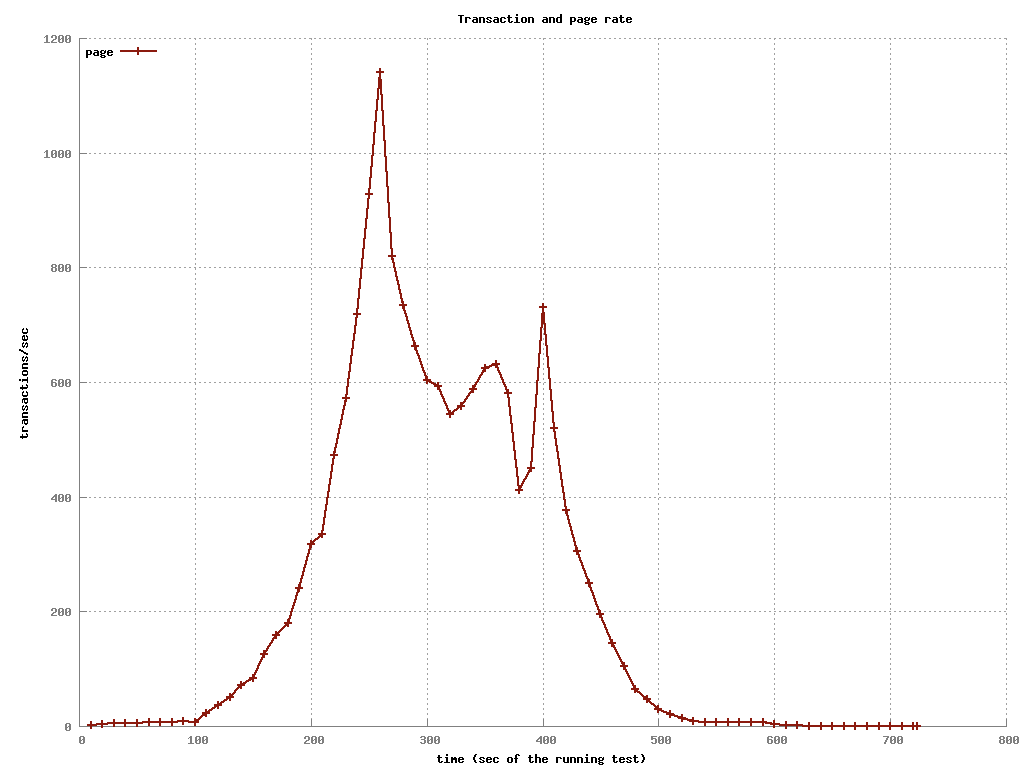 Transaction and page rate
page
1200
1000
800
600
400
200
0
transactions/sec
0 100 200 300 400 500 600 700 800
time (sec of the running test)